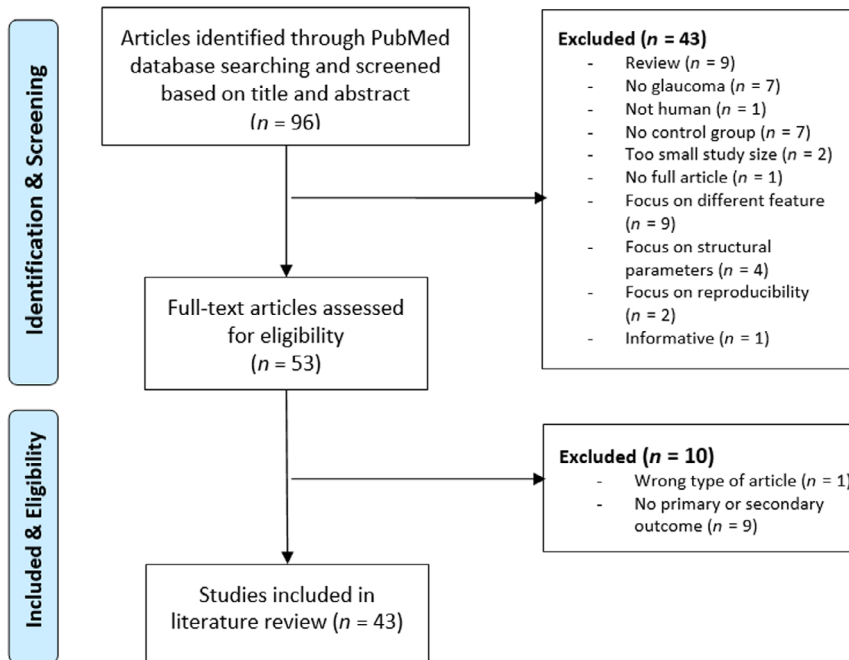 Identification & Screening
Articles identified through PubMed
database searching and screened
based on title and abstract
(n = 96)
Excluded (n = 43)
- Review (n = 9)
- No glaucoma (n = 7)
- Not human (n = 1)
- No control group (n = 7)
- Too small study size (n = 2)
- No full article (n = 1)
- Focus on different feature
(n = 9)
- Focus on structural
parameters (n = 4)
- Focus on reproducibility
(n = 2)
- Informative (n = 1)
Full-text articles assessed
for eligibility
(n = 53)
Included & Eligibility
Excluded (n = 10)
- Wrong type of article (n = 1)
- No primary or secondary
outcome (n = 9)
Studies included in
literature review (n = 43)